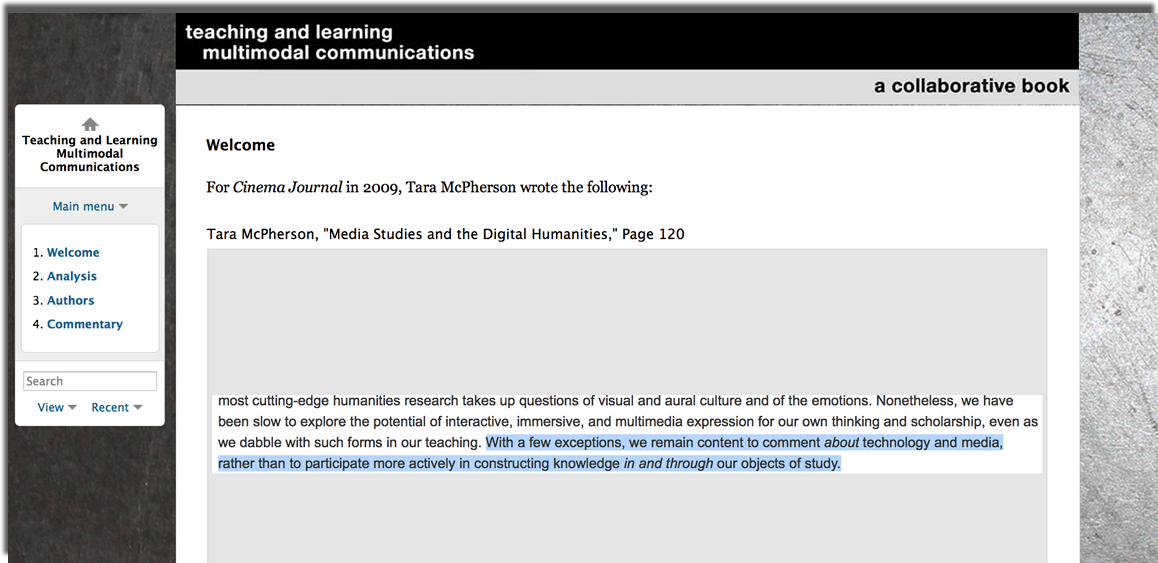 teaching and learning
multimodal communications
a collaborative book
Teaching and Learning
Multimodal
Communications
Main menu
1. Welcome
2. Analysis
3. Authors
4. Commentary
Search
View
Recent
Welcome
For Cinema Journal in 2009, Tara McPherson wrote the following:
Tara McPherson, "Media Studies and the Digital Humanities," Page 120
most cutting-edge humanities research takes up questions of visual and aural culture and of the emotions. Nonetheless, we have
been slow to explore the potential of interactive, immersive, and multimedia expression for our own thinking and scholarship, even as
we dabble with such forms in our teaching. With a few exceptions, we remain content to comment about technology and media,
rather than to participate more actively in constructing knowledge in and through our objects of study.